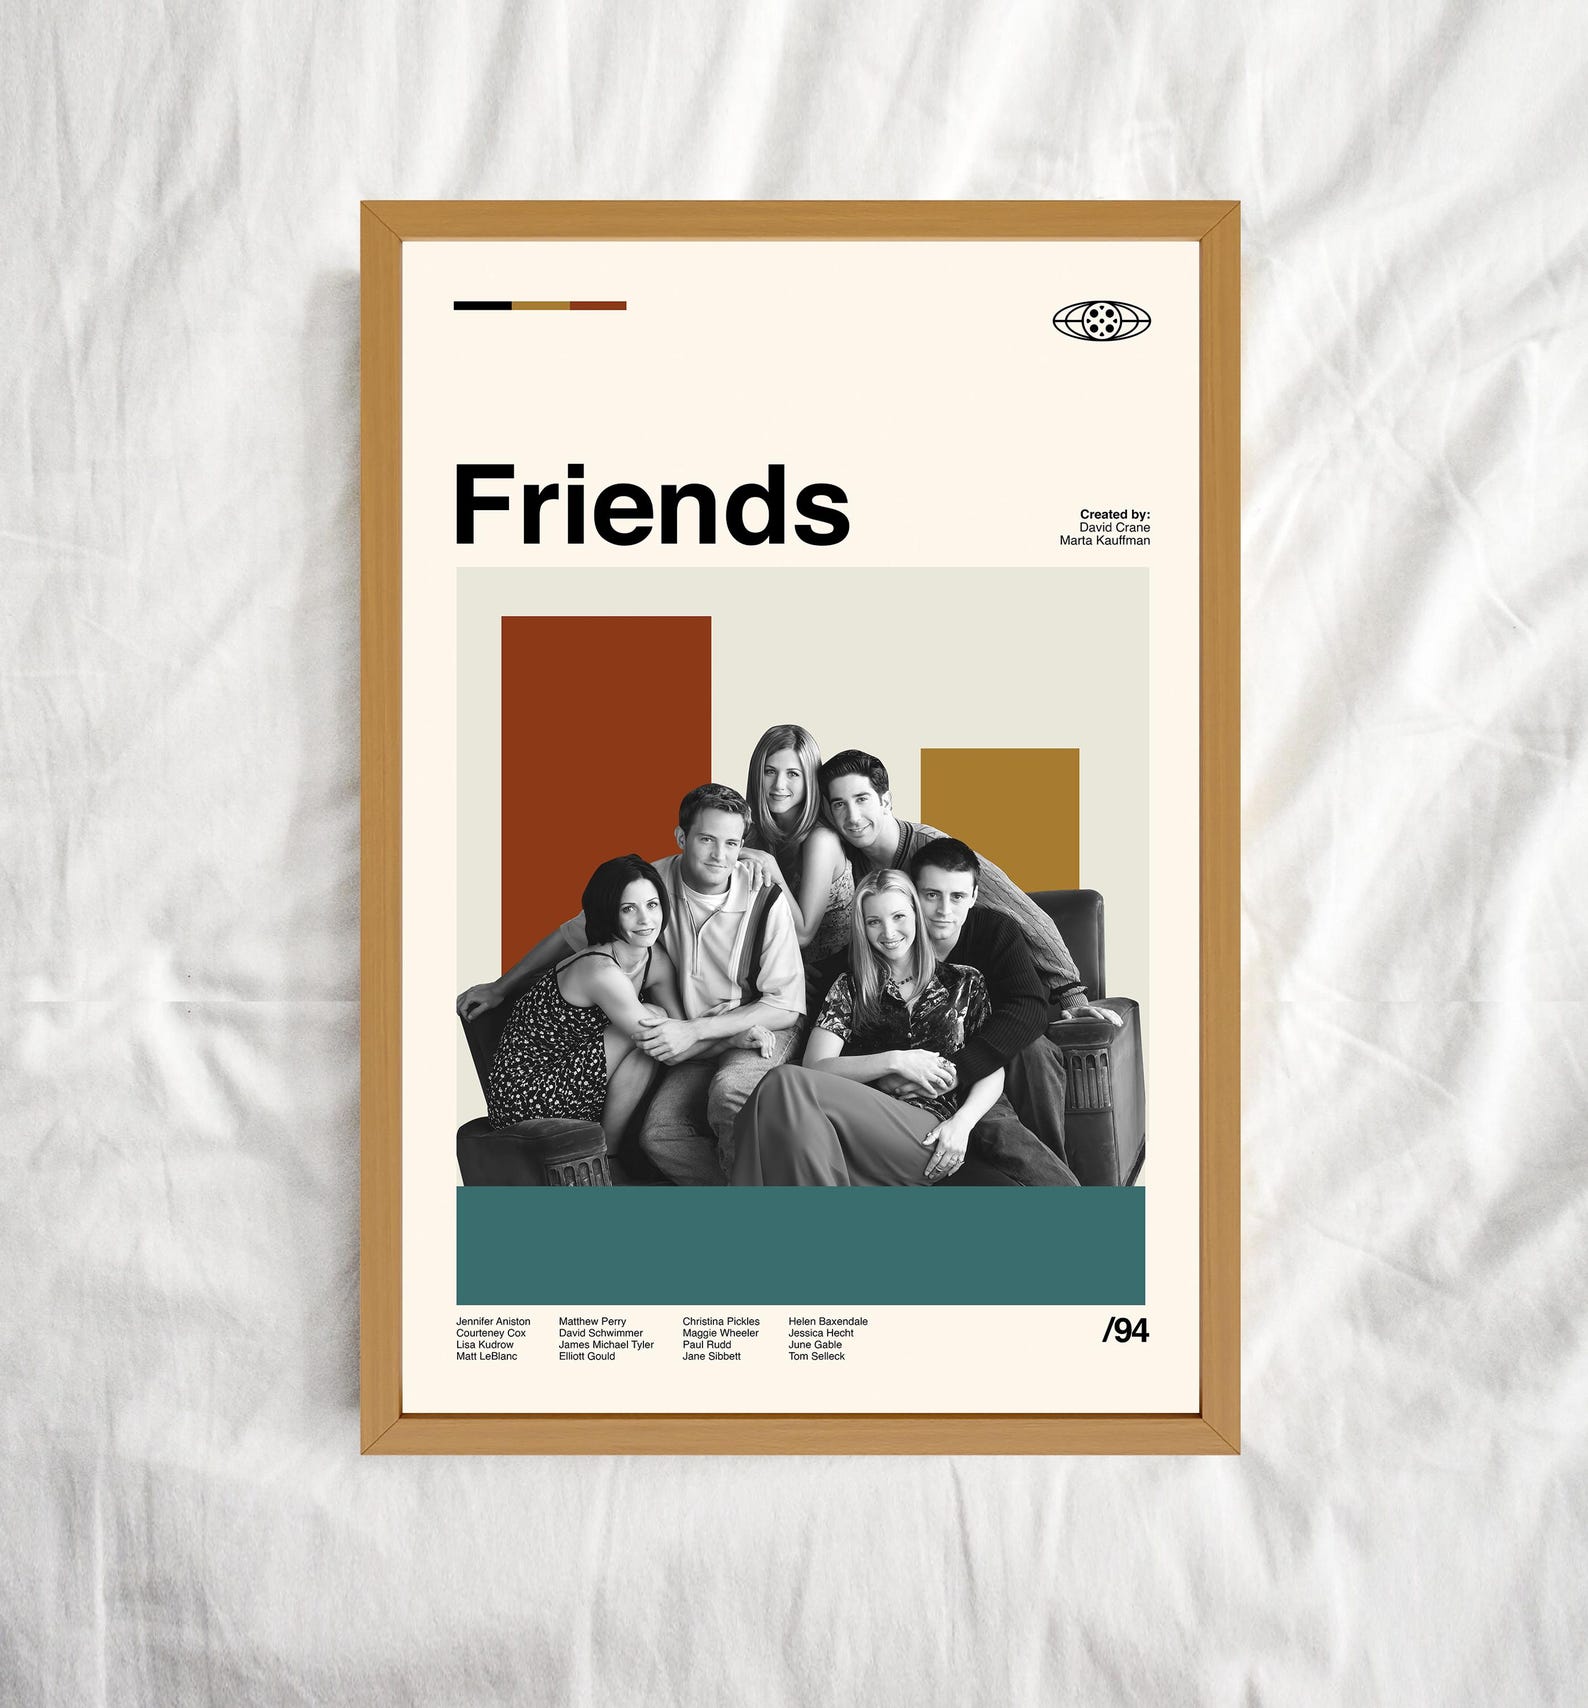 Friends
Created by:
David Crane
Marta Kauffman
Jennifer Aniston
Courteney Cox
Lisa Kudrow
Matt LeBlanc
Matthew Perry
David Schwimmer
James Michael Tyler
Elliott Gould
Christina Pickles
Maggie Wheeler
Paul Rudd
Jane Sibbett
Helen Baxendale
Jessica Hecht
June Gable
Tom Selleck
/94